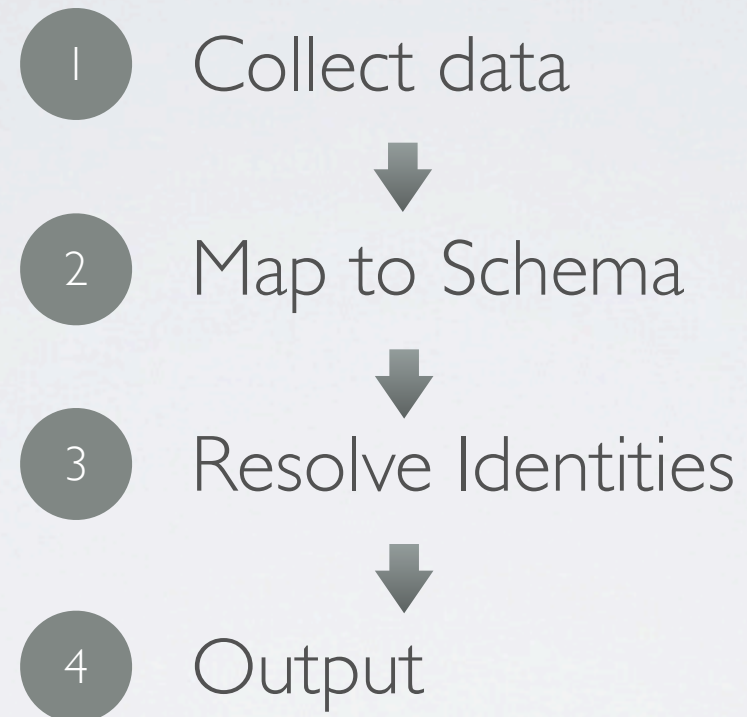 1 Collect data
2 Map to Schema
3 Resolve Identities
4 Output